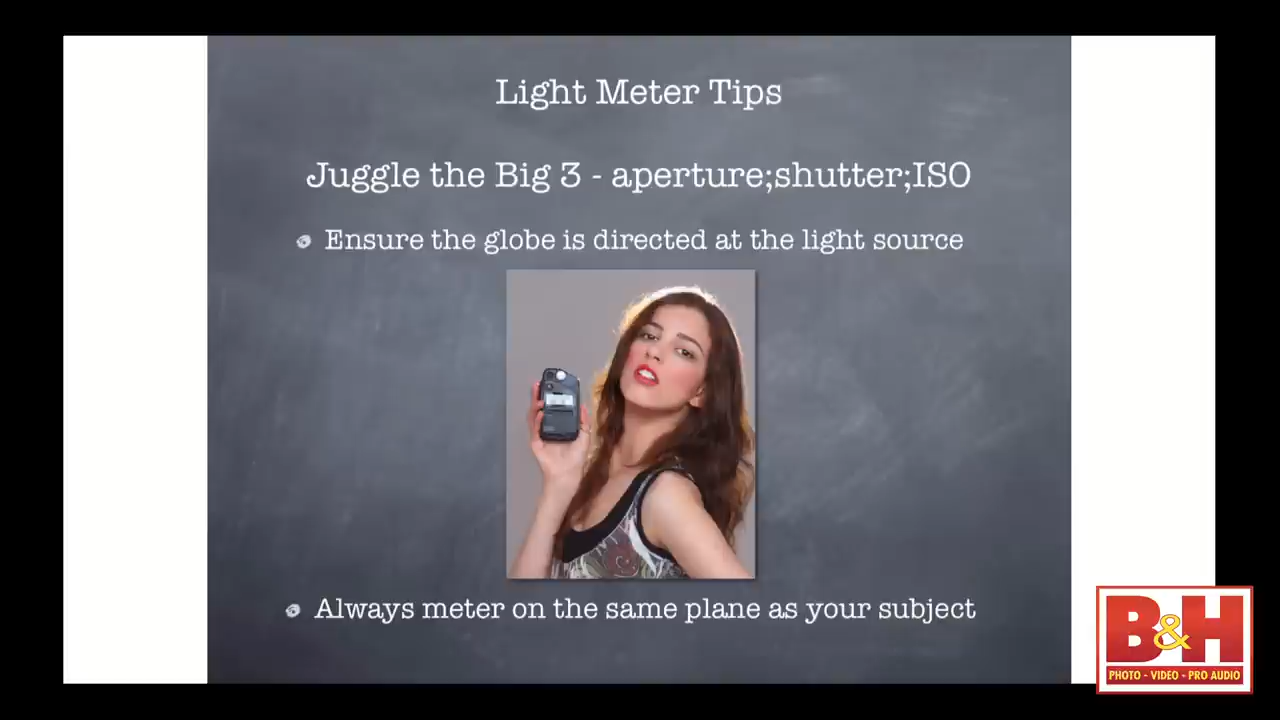 Light Meter Tips
Juggle the Big 3 - aperture;shutter;ISO
Ensure the globe is directed at the light source
Always meter on the same plane as your subject
B&H
PHOTO - VIDEO - PRO AUDIO